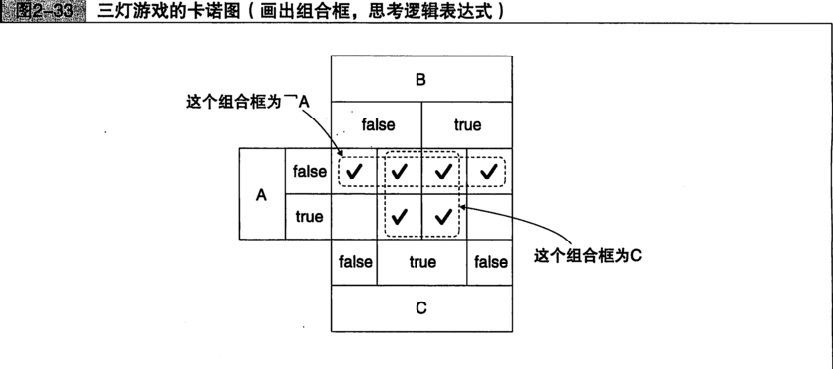 图2-33 三灯游戏的卡诺图（画出组合框，思考逻辑表达式）
B
这个组合框为￢A
false true
false
A
true
false true false
这个组合框为C
C